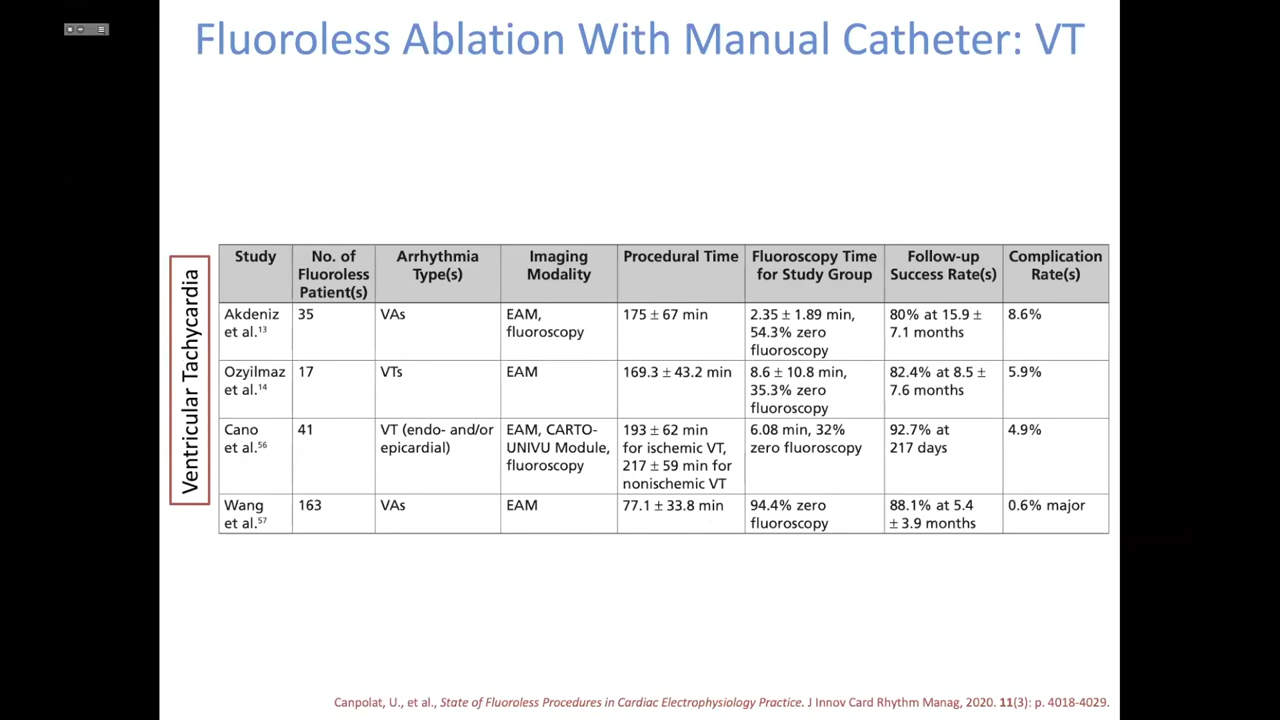 Fluoroless Ablation With Manual Catheter: VT
Ventricular Tachycardia
Study
No. of
Fluoroless
Patient(s)
Arrhythmia
Type(s)
Imaging
Modality
Procedural Time
Fluoroscopy Time
for Study Group
Follow-up
Success Rate(s)
Complication
Rate(s)
Akdeniz
et al.¹³
35
VAs
EAM,
fluoroscopy
175 ± 67 min
2.35 ± 1.89 min,
54.3% zero
fluoroscopy
80% at 15.9 ±
7.1 months
8.6%
Ozyilmaz
et al.¹⁴
17
VTs
EAM
169.3 ± 43.2 min
8.6 ± 10.8 min,
35.3% zero
fluoroscopy
82.4% at 8.5 ±
7.6 months
5.9%
Cano
et al.⁵⁶
41
VT (endo- and/or
epicardial)
EAM, CARTO-
UNIVU Module,
fluoroscopy
193 ± 62 min
for ischemic VT,
217 ± 59 min for
nonischemic VT
6.08 min, 32%
zero fluoroscopy
92.7% at
217 days
4.9%
Wang
et al.⁵⁷
163
VAs
EAM
77.1 ± 33.8 min
94.4% zero
fluoroscopy
88.1% at 5.4
± 3.9 months
0.6% major
Canpolat, U., et al., State of Fluoroless Procedures in Cardiac Electrophysiology Practice. J Innov Card Rhythm Manag, 2020. 11(3): p. 4018-4029.